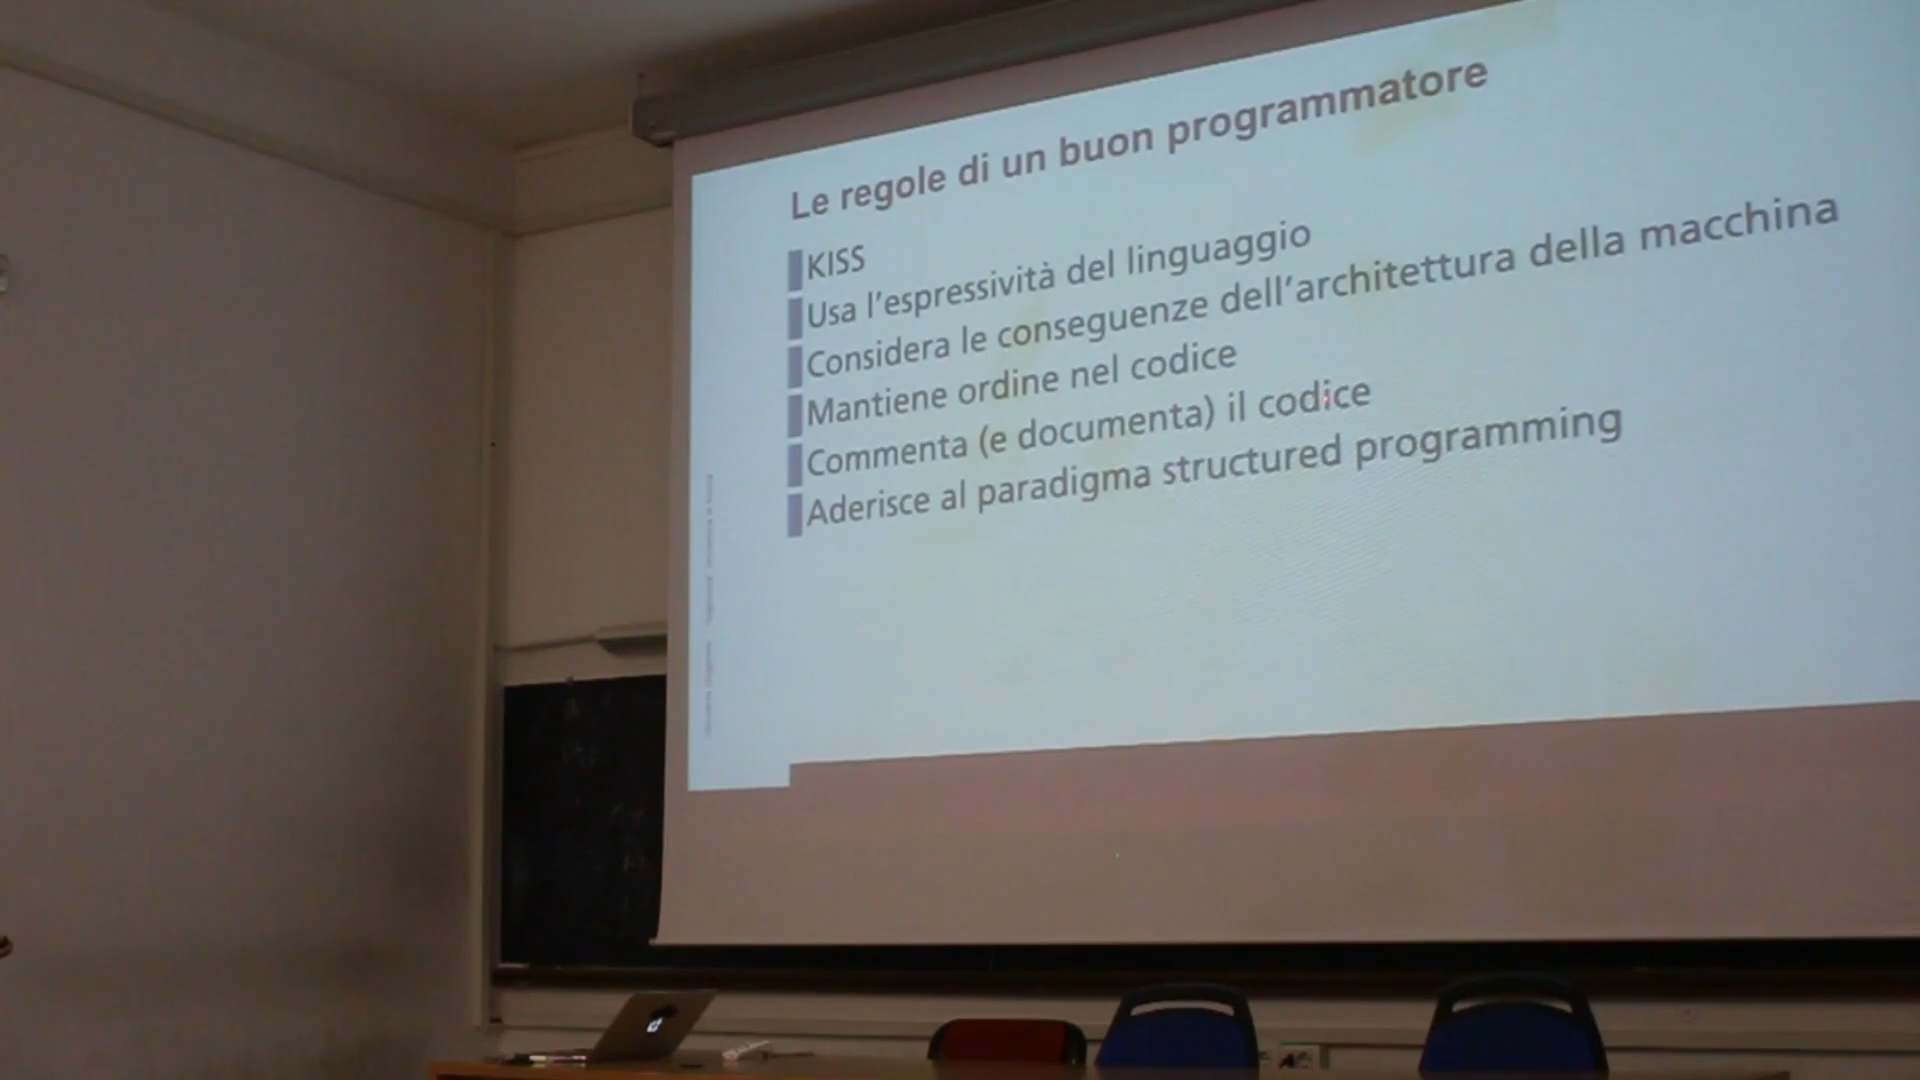 Le regole di un buon programmatore
KISS
Usa l'espressività del linguaggio
Considera le conseguenze dell'architettura della macchina
Mantiene ordine nel codice
Commenta (e documenta) il codice
Aderisce al paradigma structured programming